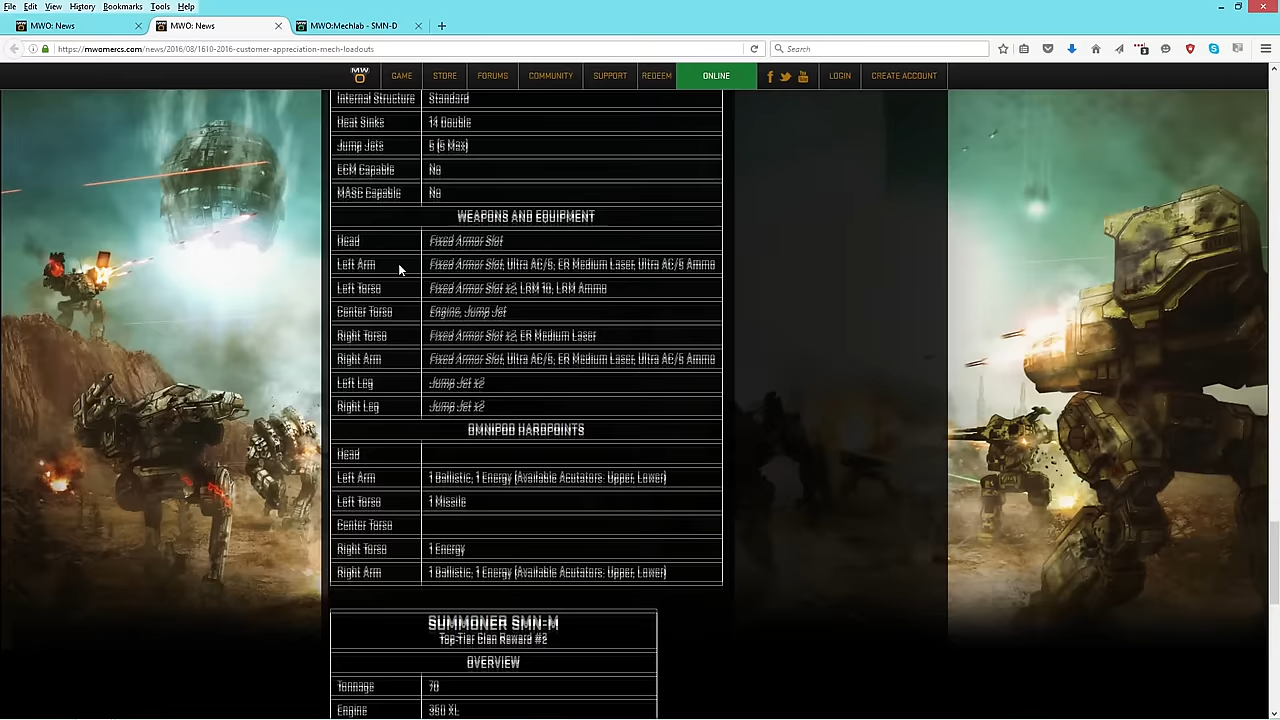 File Edit View History Bookmarks Tools Help
MWO: News
MWO: News
MWO:Mechlab - SMN-D
https://mwomercs.com/news/2016/08/1610-2016-customer-appreciation-mech-loadouts
Search
MW
GAME STORE FORUMS COMMUNITY SUPPORT REDEEM ONLINE LOGIN CREATE ACCOUNT
Internal Structure Standard
Heat Sinks 14 Double
Jump Jets 5 (5 Max)
ECM Capable No
MASC Capable No
WEAPONS AND EQUIPMENT
Head Fixed Armor Slot
Left Arm Fixed Armor Slot, Ultra AC/5, ER Medium Laser, Ultra AC/5 Ammo
Left Torso Fixed Armor Slot x2, LRM 10, LRM Ammo
Center Torso Engine, Jump Jet
Right Torso Fixed Armor Slot x2, ER Medium Laser
Right Arm Fixed Armor Slot, Ultra AC/5, ER Medium Laser, Ultra AC/5 Ammo
Left Leg Jump Jet x2
Right Leg Jump Jet x2
OMNIPOD HARDPOINTS
Head
Left Arm 1 Ballistic, 1 Energy (Available Acutators: Upper, Lower)
Left Torso 1 Missile
Center Torso
Right Torso 1 Energy
Right Arm 1 Ballistic, 1 Energy (Available Acutators: Upper, Lower)
SUMMONER SMN-M
Top-Tier Clan Reward #2
OVERVIEW
Tonnage 70
Engine 350 XL